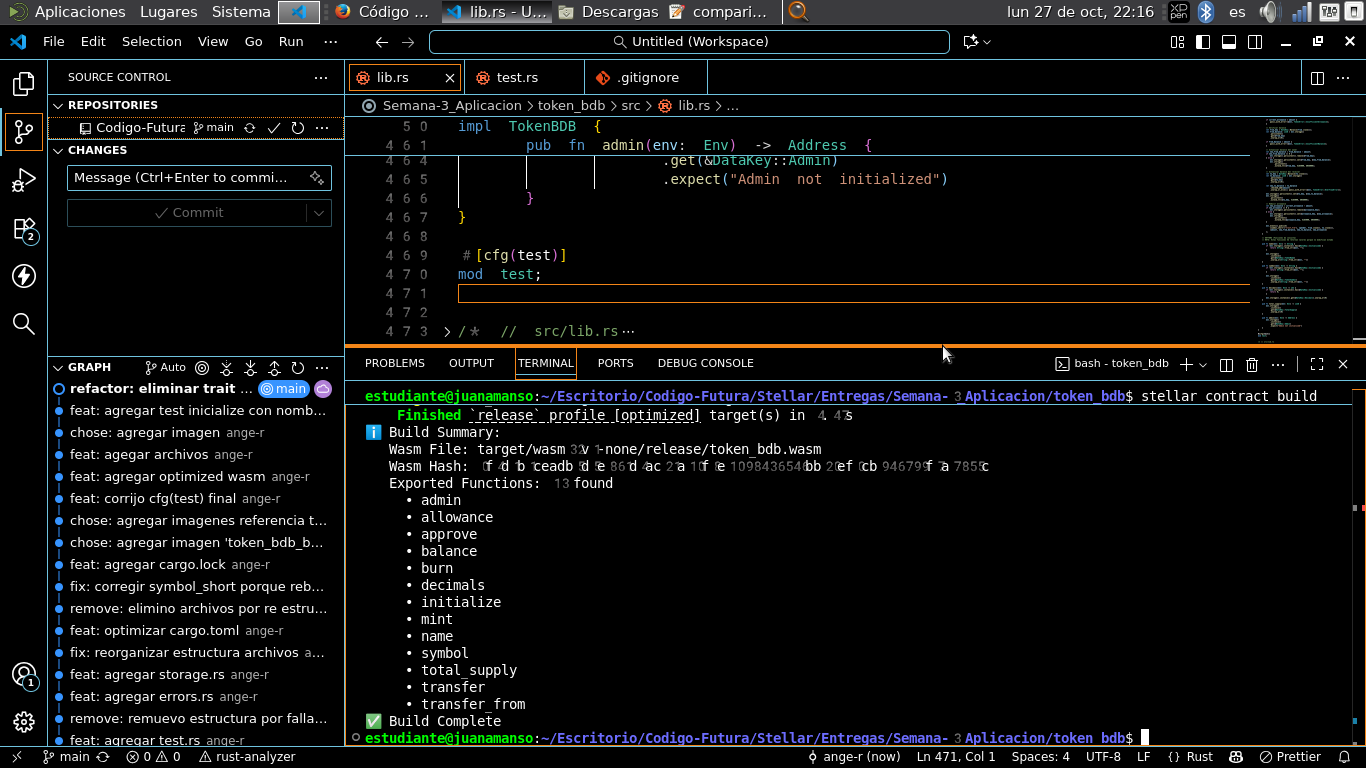 Aplicaciones Lugares Sistema Código ... lib.rs - U... Descargas compari... lun 27 de oct, 22:16 es
File Edit Selection View Go Run ··· Untitled (Workspace)
SOURCE CONTROL
REPOSITORIES
Codigo-Futura main
CHANGES
Message (Ctrl+Enter to commi...
Commit
GRAPH Auto
refactor: eliminar trait ... main
feat: agregar test inicialize con nomb...
chose: agregar imagen ange-r
feat: agegar archivos ange-r
feat: agregar optimized wasm ange-r
feat: corrijo cfg(test) final ange-r
chose: agregar imagenes referencia t...
chose: agregar imagen 'token_bdb_b...
feat: agregar cargo.lock ange-r
fix: corregir symbol_short porque reb...
remove: elimino archivos por re estru...
feat: optimizar cargo.toml ange-r
fix: reorganizar estructura archivos a...
feat: agregar storage.rs ange-r
feat: agregar errors.rs ange-r
remove: remuevo estructura por falla...
feat: agregar test.rs ange-r
lib.rs test.rs .gitignore
Semana-3_Aplicacion > token_bdb > src > lib.rs > ...
50 impl TokenBDB {
461 pub fn admin(env: Env) -> Address {
464 .get(&DataKey::Admin)
465 .expect("Admin not initialized")
466 }
467 }
468
469 #[cfg(test)]
470 mod test;
471
472
473 /* // src/lib.rs···
PROBLEMS OUTPUT TERMINAL PORTS DEBUG CONSOLE bash - token_bdb
estudiante@juanamanso:~/Escritorio/Codigo-Futura/Stellar/Entregas/Semana-3_Aplicacion/token_bdb$ stellar contract build
Finished `release` profile [optimized] target(s) in 4.47s
Build Summary:
Wasm File: target/wasm32v1-none/release/token_bdb.wasm
Wasm Hash:
Exported Functions: 13 found
• admin
• allowance
• approve
• balance
• burn
• decimals
• initialize
• mint
• name
• symbol
• total_supply
• transfer
• transfer_from
Build Complete
estudiante@juanamanso:~/Escritorio/Codigo-Futura/Stellar/Entregas/Semana-3_Aplicacion/token_bdb$
main 0 0 rust-analyzer ange-r (now) Ln 471, Col 1 Spaces: 4 UTF-8 LF {} Rust Prettier